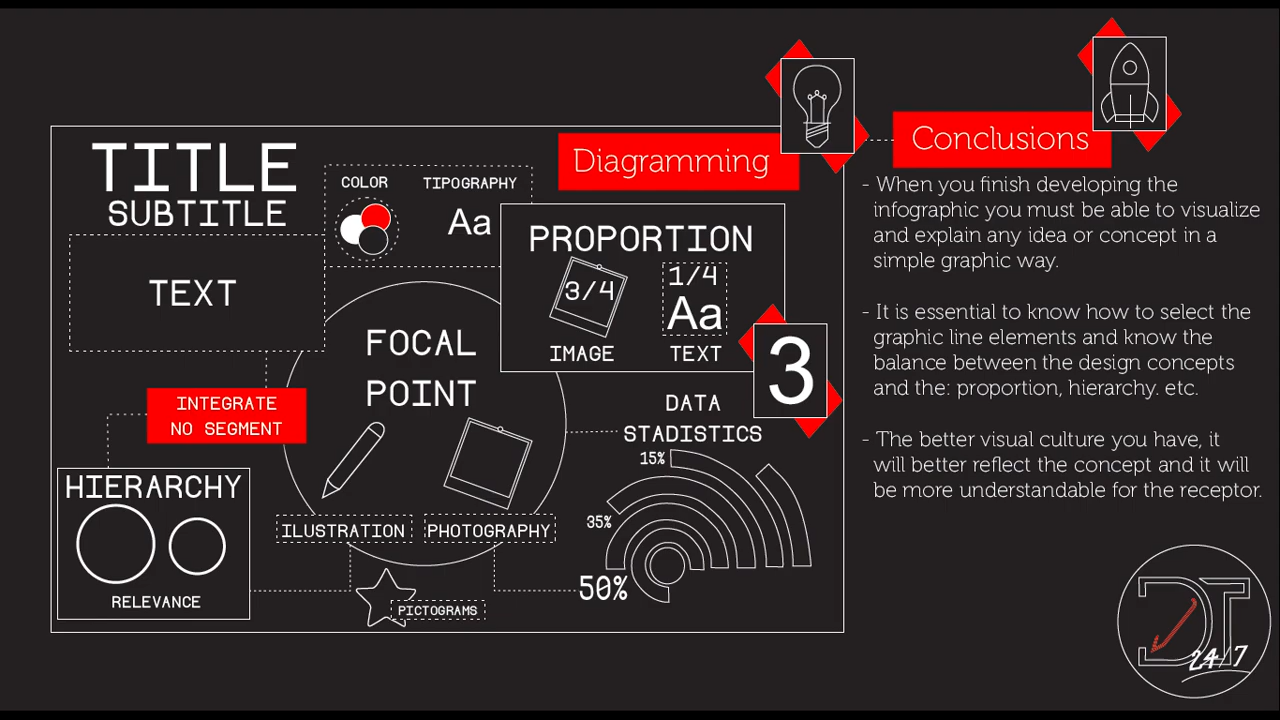 TITLE
SUBTITLE
TEXT
COLOR
TIPOGRAPHY
Aa
Diagramming
PROPORTION
3/4
1/4
Aa
IMAGE
TEXT
3
FOCAL
POINT
INTEGRATE
NO SEGMENT
HIERARCHY
RELEVANCE
ILUSTRATION
PHOTOGRAPHY
PICTOGRAMS
DATA
STADISTICS
15%
35%
50%
Conclusions
- When you finish developing the
infographic you must be able to visualize
and explain any idea or concept in a
simple graphic way.
- It is essential to know how to select the
graphic line elements and know the
balance between the design concepts
and the: proportion, hierarchy. etc.
- The better visual culture you have, it
will better reflect the concept and it will
be more understandable for the receptor.
DT
24/7